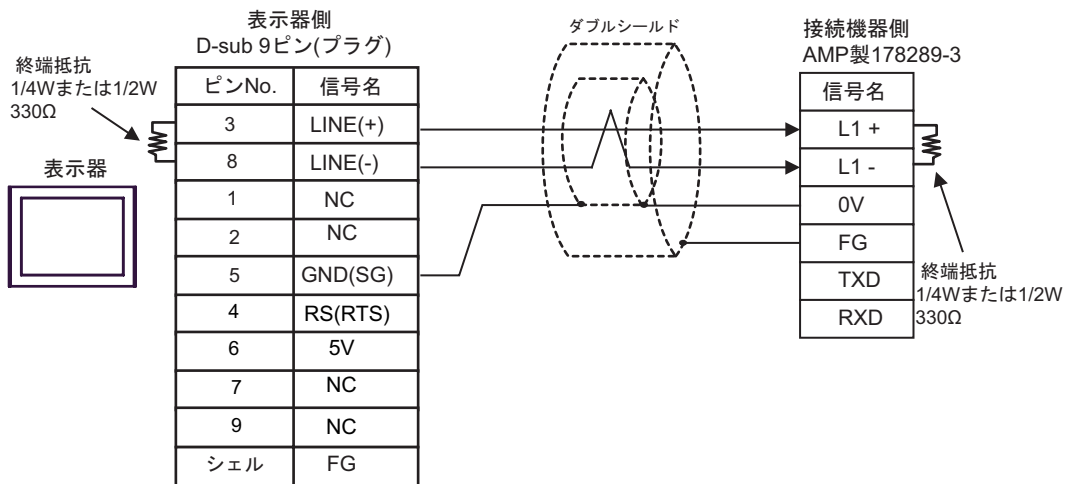 表示器側
D-sub 9ピン(プラグ)
ダブルシールド
接続機器側
AMP製178289-3
終端抵抗
1/4Wまたは1/2W
330Ω
表示器
ピンNo. 信号名
3 LINE(+)
8 LINE(-)
1 NC
2 NC
5 GND(SG)
4 RS(RTS)
6 5V
7 NC
9 NC
シェル FG
信号名
L1 +
L1 -
0V
FG
TXD
RXD
終端抵抗
1/4Wまたは1/2W
330Ω